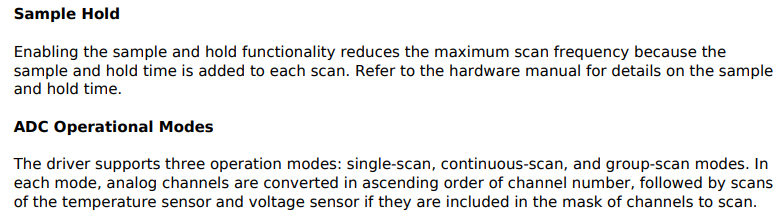 Sample Hold
Enabling the sample and hold functionality reduces the maximum scan frequency because the
sample and hold time is added to each scan. Refer to the hardware manual for details on the sample
and hold time.
ADC Operational Modes
The driver supports three operation modes: single-scan, continuous-scan, and group-scan modes. In
each mode, analog channels are converted in ascending order of channel number, followed by scans
of the temperature sensor and voltage sensor if they are included in the mask of channels to scan.